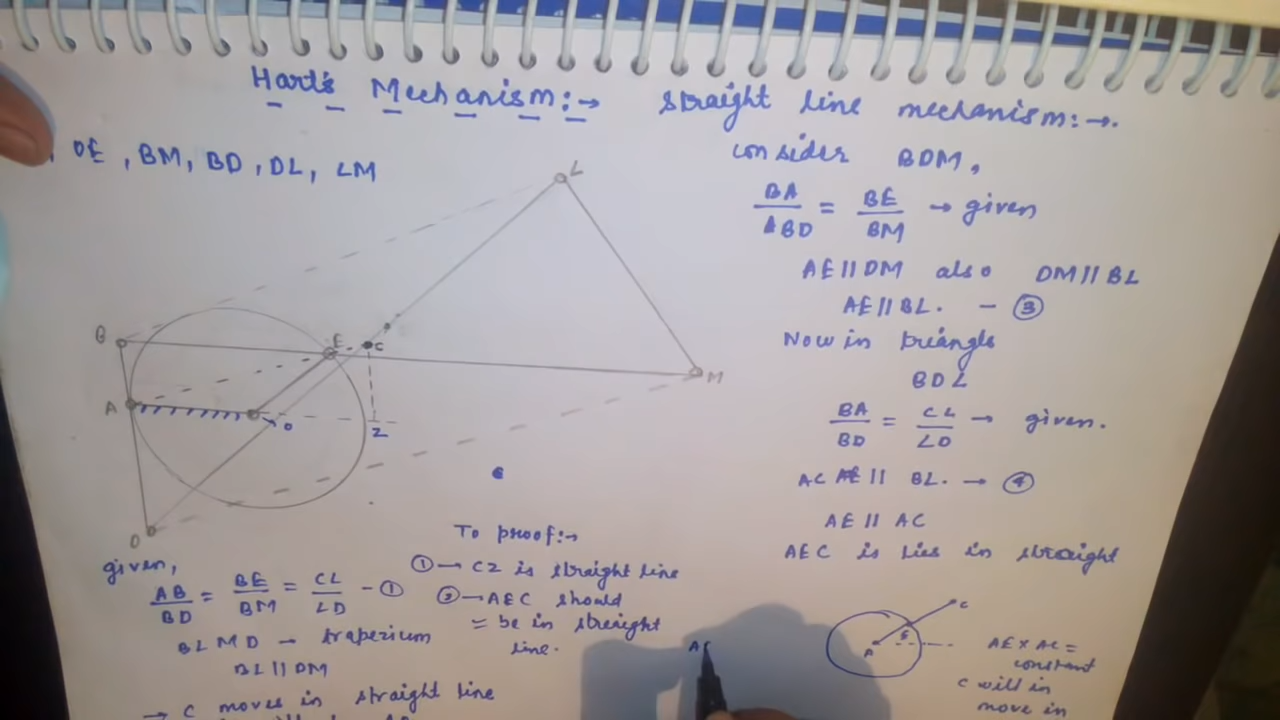 Hart's Mechanism:→ straight line mechanism:→.
OE, BM, BD, DL, LM
L
B
E
C
M
A
O
Z
D
given,
AB/BD = BE/BM = CL/LD - ①
BLMD - trapezium
BL || DM
→ C moves in straight line
To proof:→
① → CZ is straight line
② → AEC should
= be in streight
line.
consider BDM,
BA/ABD = BE/BM → given
AE || DM also DM || BL
AE || BL. - ③
Now in triangle
BDL
BA/BD = CL/LD → given.
AC AE || BL. → ④
AE || AC
AEC is lies in straight
C
E
A
AE x AC =
constant
C will in
move in